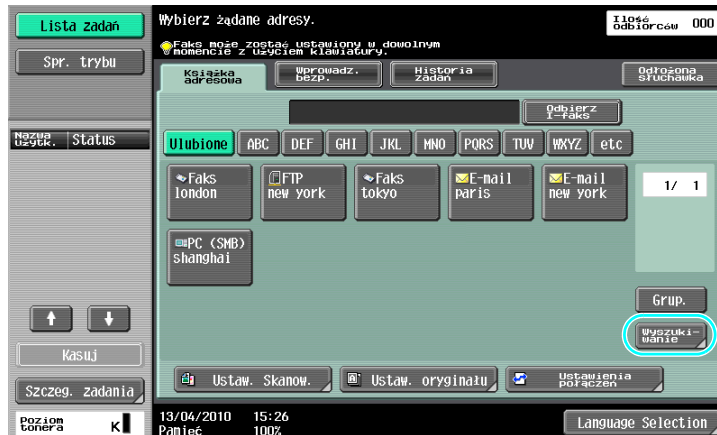 Lista zadań
Spr. trybu
Nazwa użytk.
Status
Kasuj
Szczeg. zadania
Poziom tonera
K
Wybierz żądane adresy.
Ilość odbiorców 000
Faks może zostać ustawiony w dowolnym
momencie z użyciem klawiatury.
Książka adresowa
Wprowadz. bezp.
Historia zadań
Odłożona słuchawka
Odbierz I-faks
Ulubione
ABC
DEF
GHI
JKL
MNO
PQRS
TUV
WXYZ
etc
Faks
london
FTP
new york
Faks
tokyo
E-mail
paris
E-mail
new york
1/ 1
PC (SMB)
shanghai
Grup.
Wyszuki-
wanie
Ustaw. Skanow.
Ustaw. oryginału
Ustawienia połączeń
13/04/2010 15:26
Pamięć 100%
Language Selection